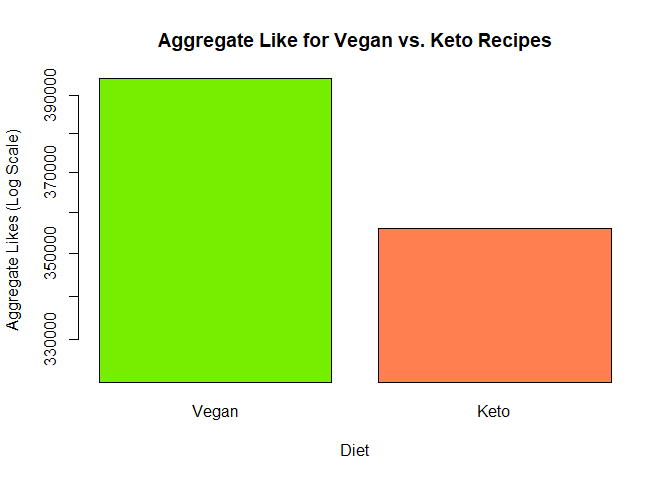 Aggregate Like for Vegan vs. Keto Recipes
Aggregate Likes (Log Scale)
390000
370000
350000
330000
Vegan Keto
Diet